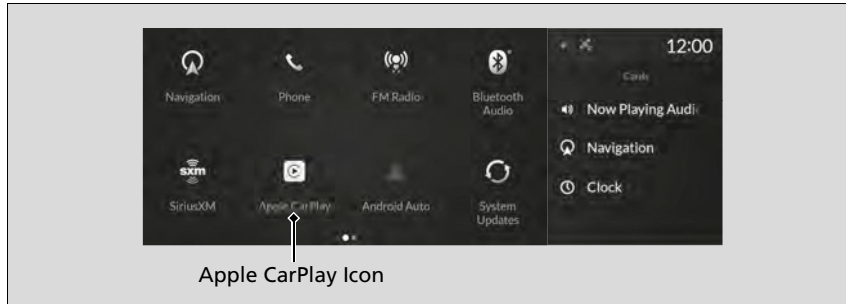 12:00
Cards
Navigation
Phone
FM Radio
Bluetooth
Audio
Now Playing Audi
Navigation
Clock
sxm
SiriusXM
Apple CarPlay
Android Auto
System
Updates
Apple CarPlay Icon